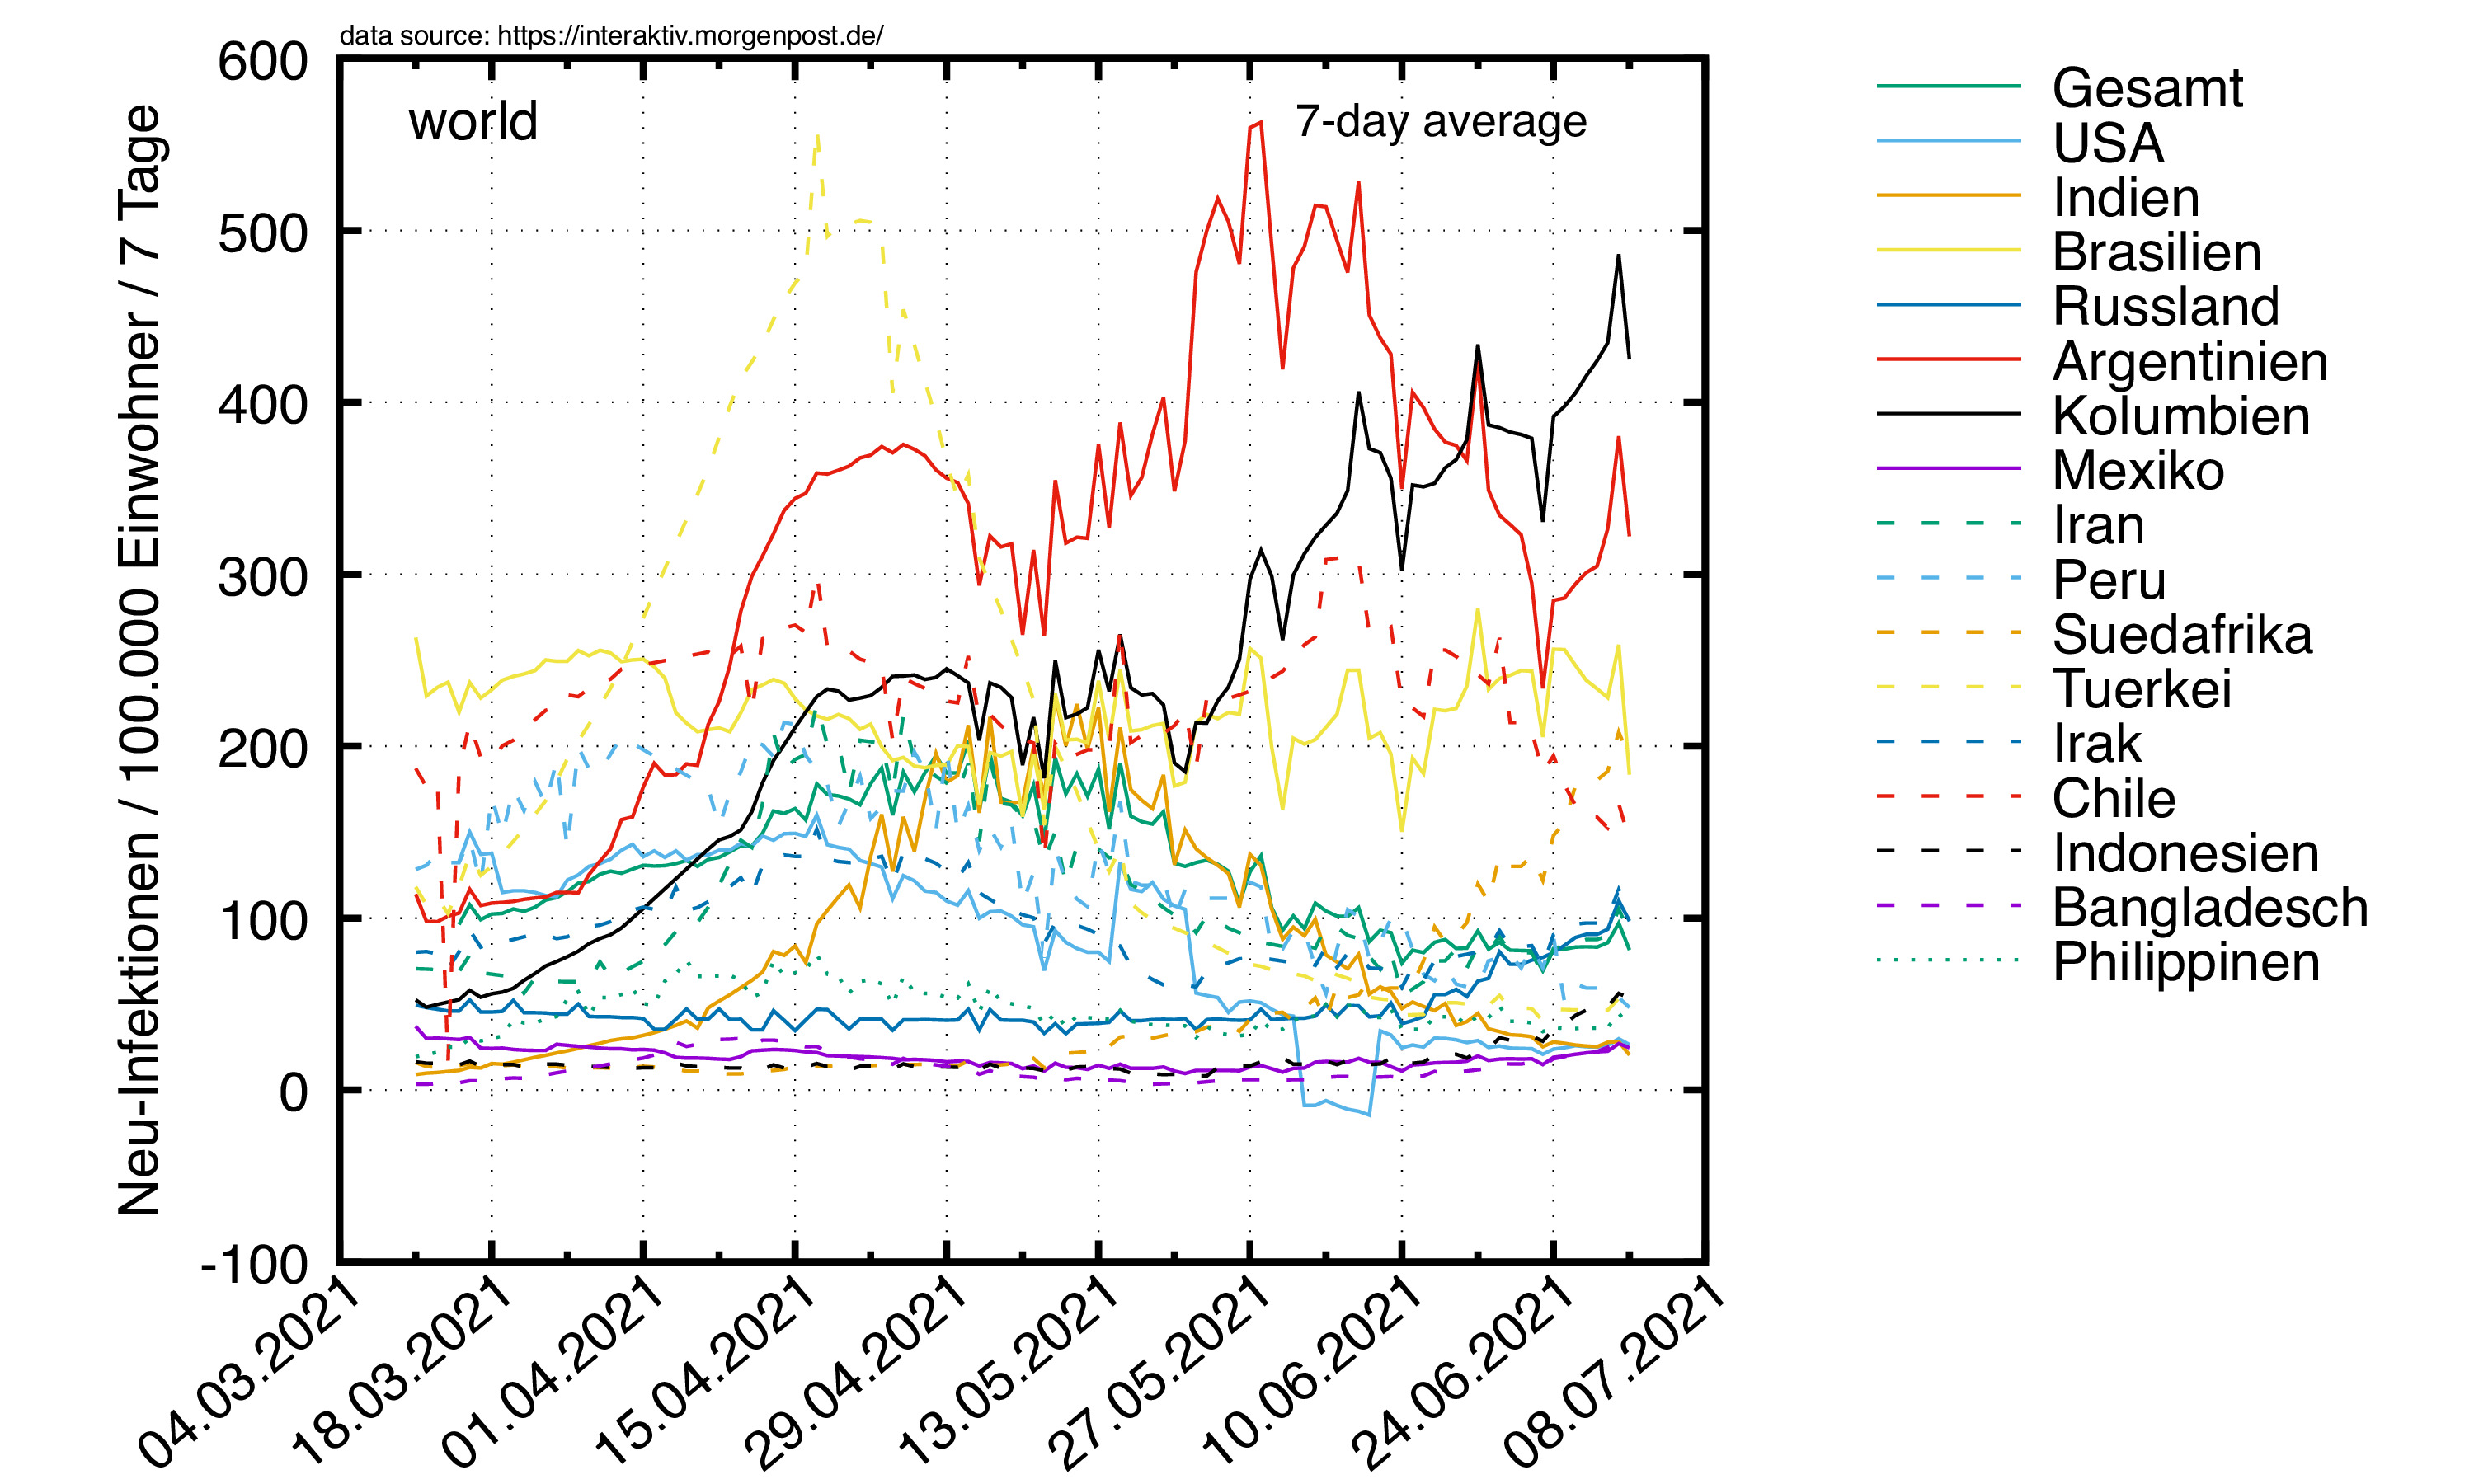 data source: https://interaktiv.morgenpost.de/
world
7-day average
Neu-Infektionen / 100.000 Einwohner / 7 Tage
600
500
400
300
200
100
0
-100
04.03.2021
18.03.2021
01.04.2021
15.04.2021
29.04.2021
13.05.2021
27.05.2021
10.06.2021
24.06.2021
08.07.2021
Gesamt
USA
Indien
Brasilien
Russland
Argentinien
Kolumbien
Mexiko
Iran
Peru
Suedafrika
Tuerkei
Irak
Chile
Indonesien
Bangladesch
Philippinen